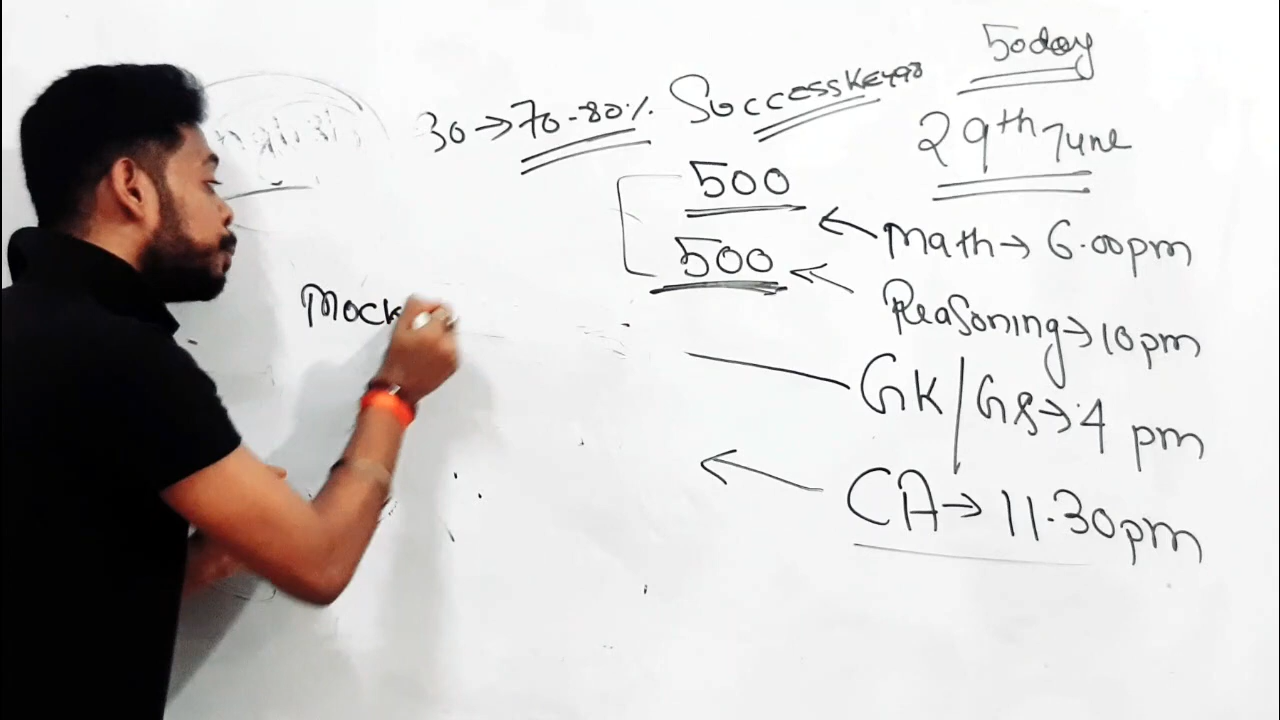 50day
30→70-80% SuccessKey98
29th June
500
500
Math→6.00pm
Mock
Reasoning→10pm
GK/GS→4 pm
CA→11.30pm